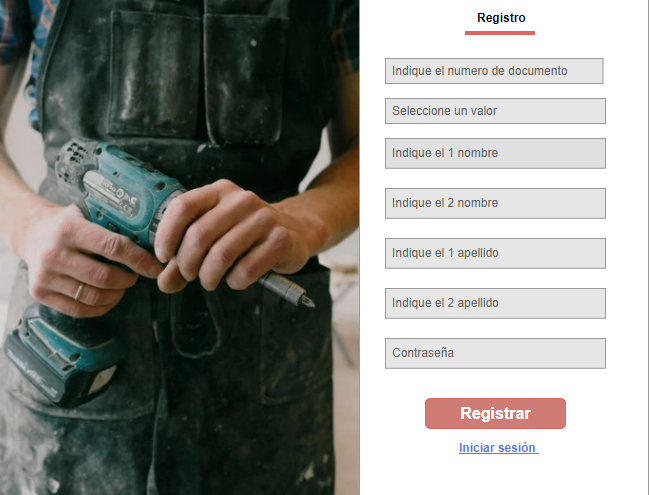 Registro
Indique el numero de documento
Seleccione un valor
Indique el 1 nombre
Indique el 2 nombre
Indique el 1 apellido
Indique el 2 apellido
Contraseña
Registrar
Iniciar sesión